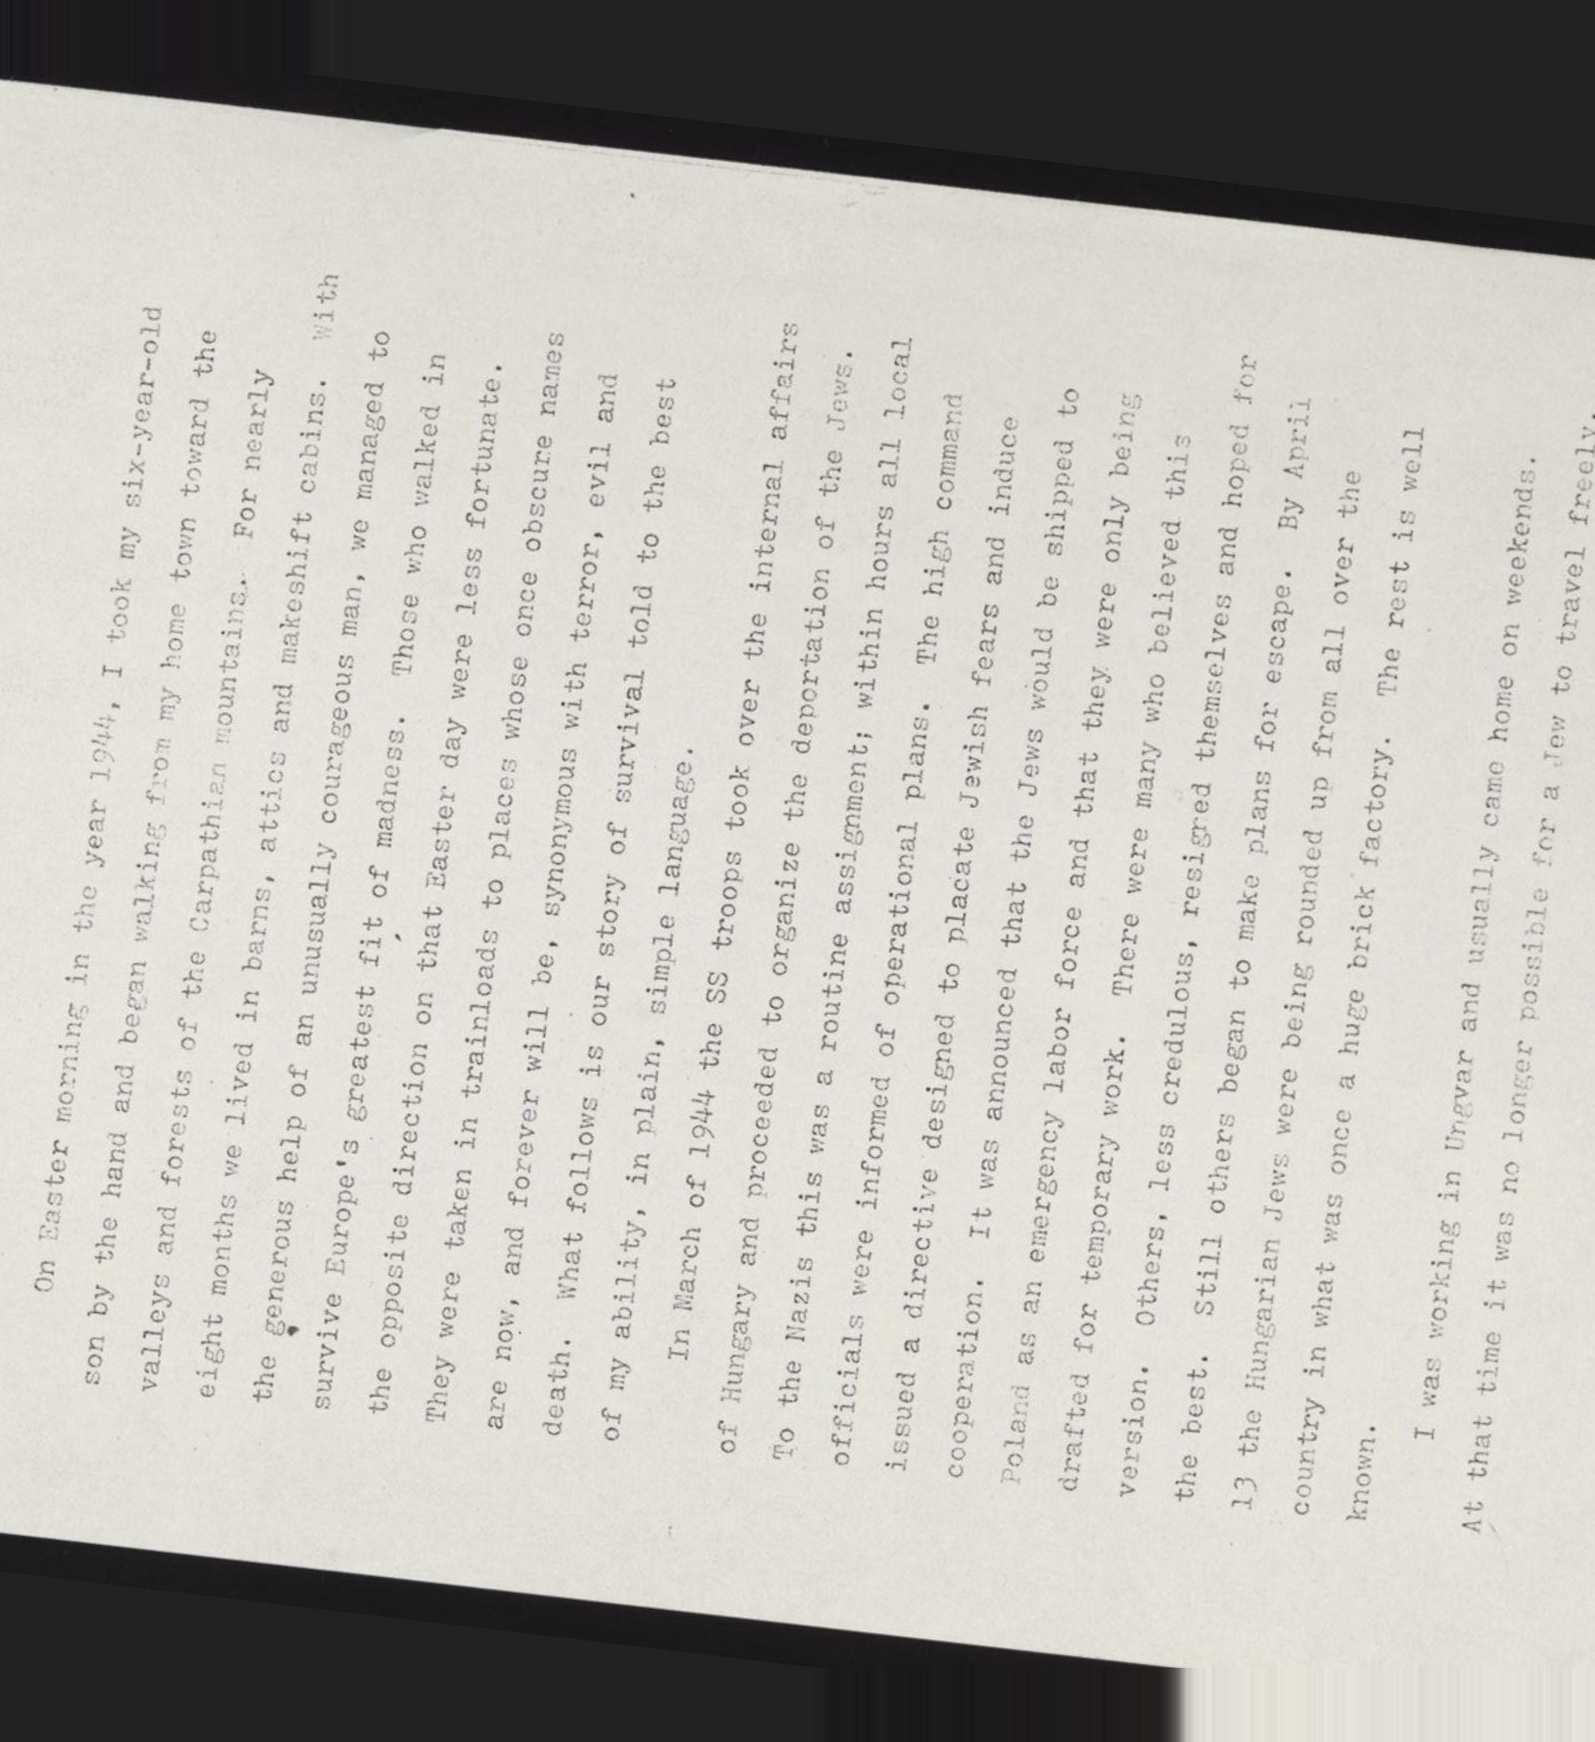 On Easter morning in the year 1944, I took my six-year-old
son by the hand and began walking from my home town toward the
valleys and forests of the Carpathian mountains. For nearly
eight months we lived in barns, attics and makeshift cabins. With
the generous help of an unusually courageous man, we managed to
survive Europe's greatest fit of madness. Those who walked in
the opposite direction on that Easter day were less fortunate.
They were taken in trainloads to places whose once obscure names
are now, and forever will be, synonymous with terror, evil and
death. What follows is our story of survival told to the best
of my ability, in plain, simple language.
In March of 1944 the SS troops took over the internal affairs
of Hungary and proceeded to organize the deportation of the Jews.
To the Nazis this was a routine assignment; within hours all local
officials were informed of operational plans. The high command
issued a directive designed to placate Jewish fears and induce
cooperation. It was announced that the Jews would be shipped to
Poland as an emergency labor force and that they were only being
drafted for temporary work. There were many who believed this
version. Others, less credulous, resigned themselves and hoped for
the best. Still others began to make plans for escape. By April
13 the Hungarian Jews were being rounded up from all over the
country in what was once a huge brick factory. The rest is well
known.
I was working in Ungvar and usually came home on weekends.
At that time it was no longer possible for a Jew to travel freely.